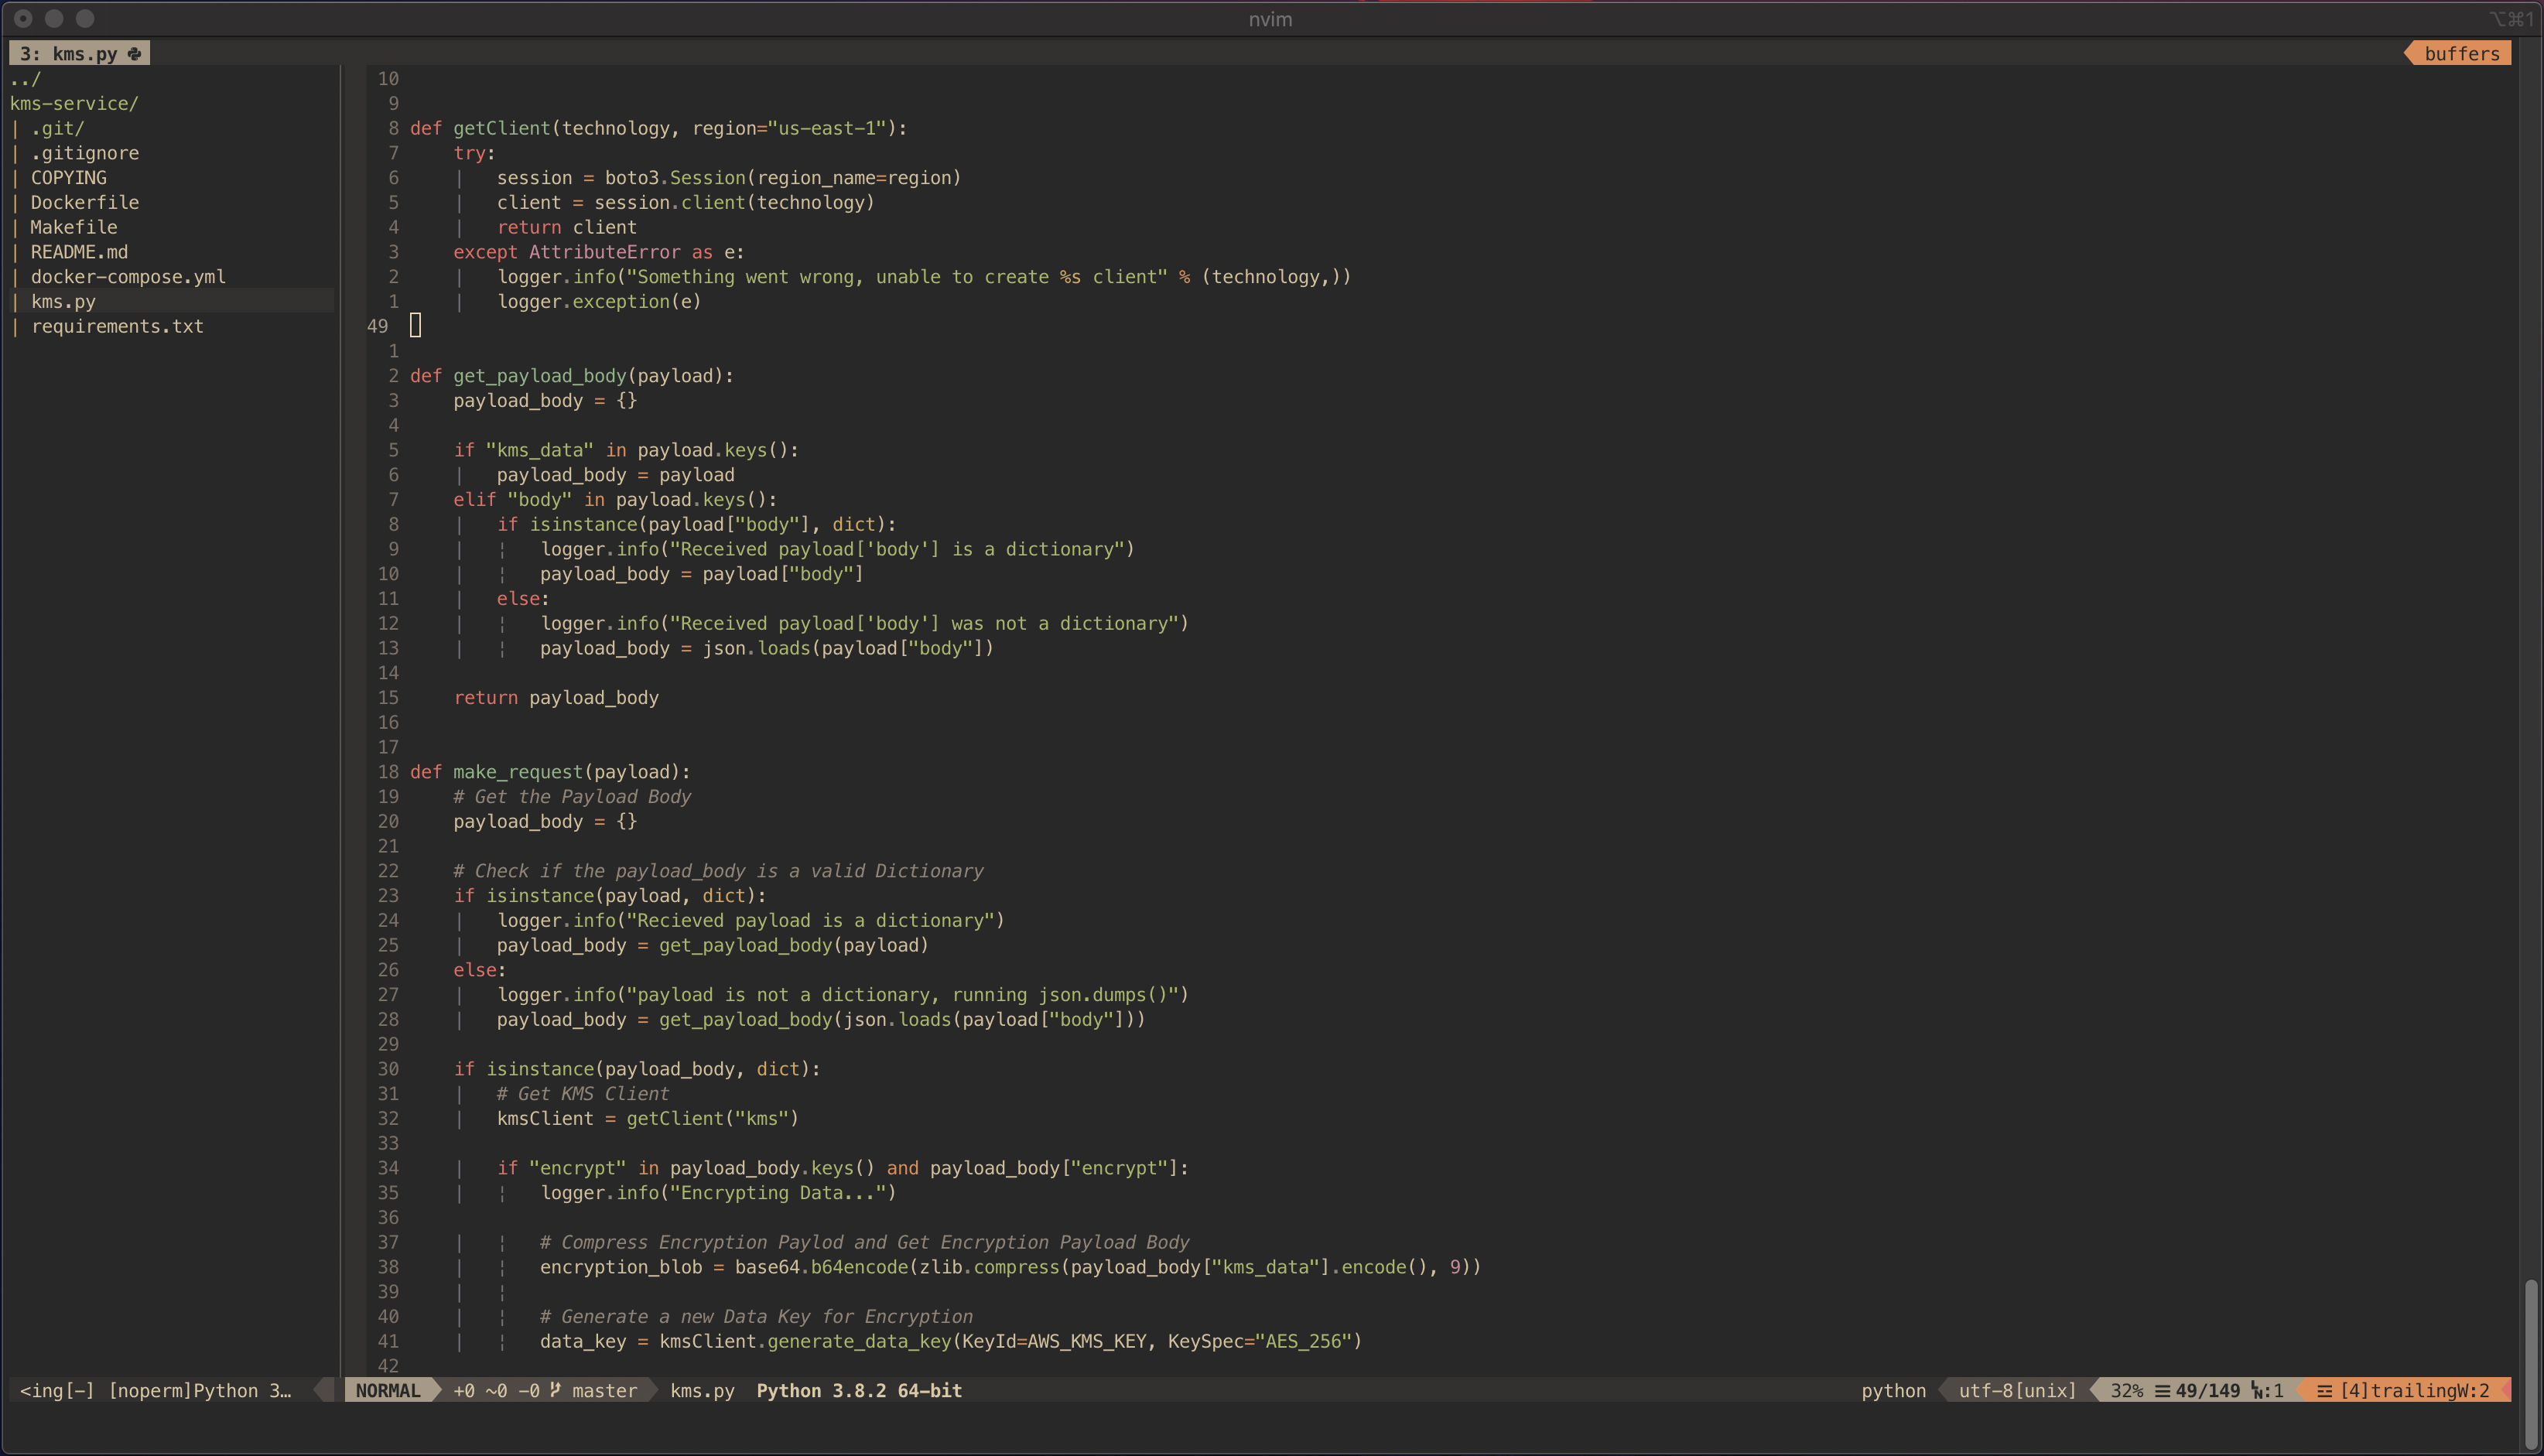 nvim
⌥⌘1
3: kms.py
buffers
../
kms-service/
| .git/
| .gitignore
| COPYING
| Dockerfile
| Makefile
| README.md
| docker-compose.yml
| kms.py
| requirements.txt
10
9
8 def getClient(technology, region="us-east-1"):
7     try:
6     |   session = boto3.Session(region_name=region)
5     |   client = session.client(technology)
4     |   return client
3     except AttributeError as e:
2     |   logger.info("Something went wrong, unable to create %s client" % (technology,))
1     |   logger.exception(e)
49
1
2 def get_payload_body(payload):
3     payload_body = {}
4
5     if "kms_data" in payload.keys():
6     |   payload_body = payload
7     elif "body" in payload.keys():
8     |   if isinstance(payload["body"], dict):
9     |   ¦   logger.info("Received payload['body'] is a dictionary")
10     |   ¦   payload_body = payload["body"]
11     |   else:
12     |   ¦   logger.info("Received payload['body'] was not a dictionary")
13     |   ¦   payload_body = json.loads(payload["body"])
14
15     return payload_body
16
17
18 def make_request(payload):
19     # Get the Payload Body
20     payload_body = {}
21
22     # Check if the payload_body is a valid Dictionary
23     if isinstance(payload, dict):
24     |   logger.info("Recieved payload is a dictionary")
25     |   payload_body = get_payload_body(payload)
26     else:
27     |   logger.info("payload is not a dictionary, running json.dumps()")
28     |   payload_body = get_payload_body(json.loads(payload["body"]))
29
30     if isinstance(payload_body, dict):
31     |   # Get KMS Client
32     |   kmsClient = getClient("kms")
33
34     |   if "encrypt" in payload_body.keys() and payload_body["encrypt"]:
35     |   ¦   logger.info("Encrypting Data...")
36
37     |   ¦   # Compress Encryption Paylod and Get Encryption Payload Body
38     |   ¦   encryption_blob = base64.b64encode(zlib.compress(payload_body["kms_data"].encode(), 9))
39     |   ¦
40     |   ¦   # Generate a new Data Key for Encryption
41     |   ¦   data_key = kmsClient.generate_data_key(KeyId=AWS_KMS_KEY, KeySpec="AES_256")
42
<ing[-] [noperm]Python 3… NORMAL +0 ~0 -0 master kms.py Python 3.8.2 64-bit python utf-8[unix] 32% ☰ 49/149 ㏑:1 ☲ [4]trailingW:2